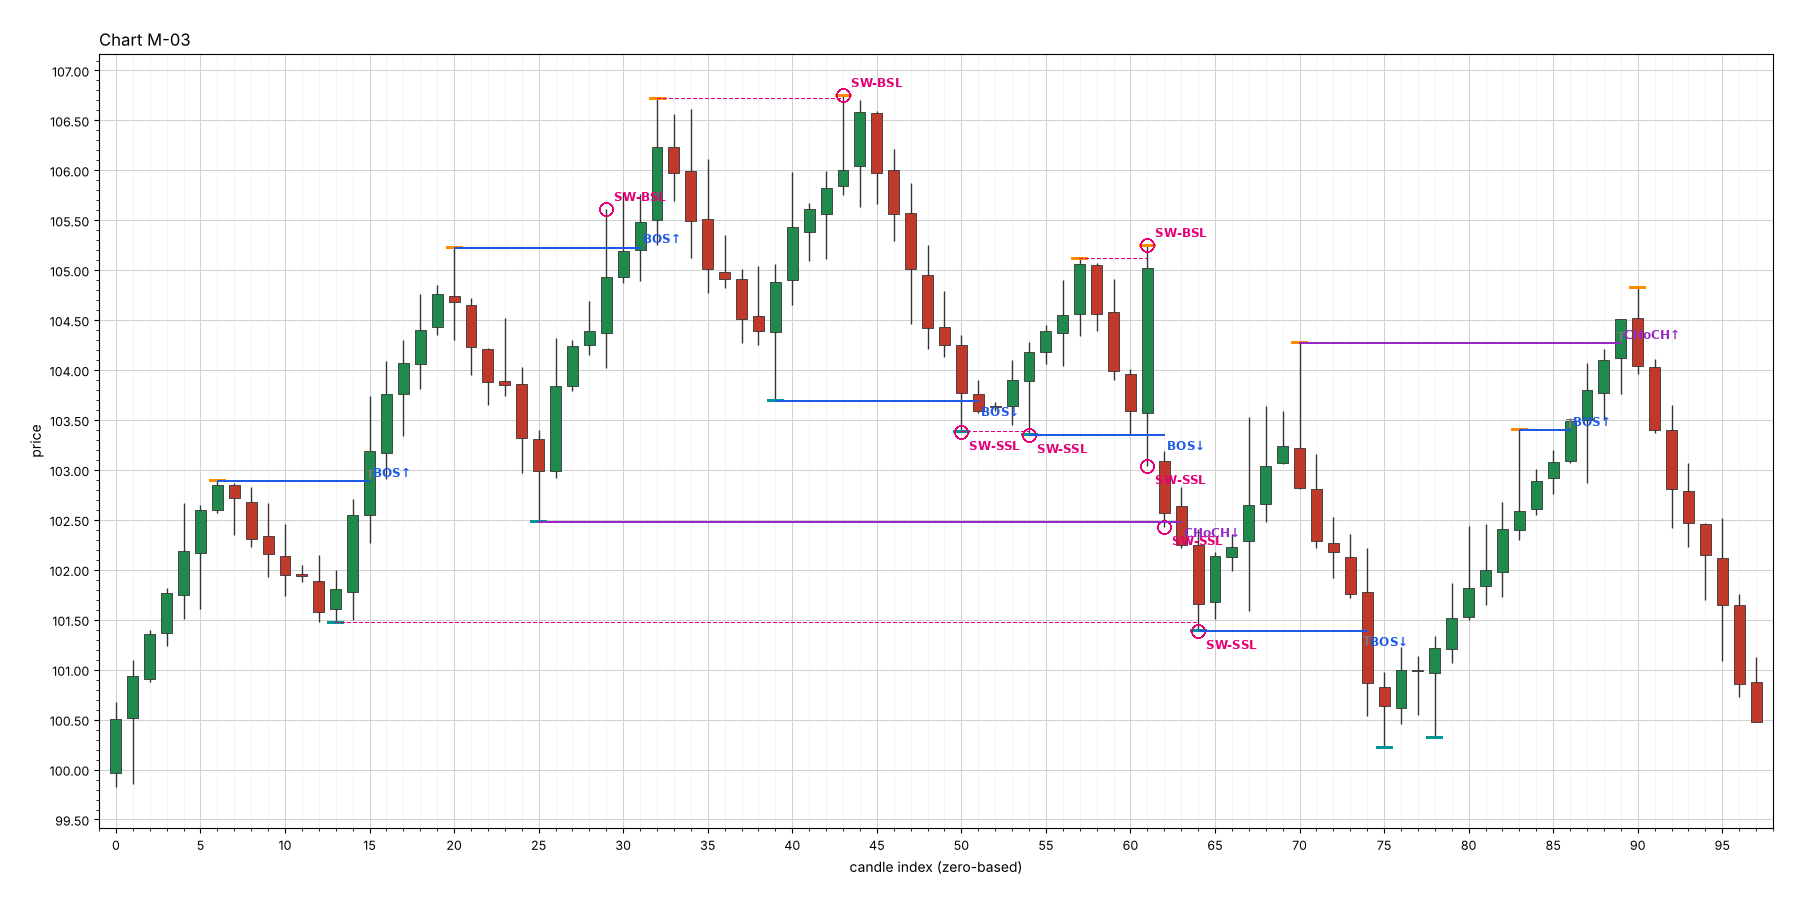 Chart M-03
107.00
106.50
106.00
105.50
105.00
104.50
104.00
103.50
103.00
102.50
102.00
101.50
101.00
100.50
100.00
99.50
price
SW-BSL
SW-BSL
BOS↑
SW-BSL
CHoCH↑
BOS↓
BOS↑
SW-SSL
SW-SSL
BOS↓
BOS↑
SW-SSL
CHoCH↓
SW-SSL
BOS↓
SW-SSL
0 5 10 15 20 25 30 35 40 45 50 55 60 65 70 75 80 85 90 95
candle index (zero-based)